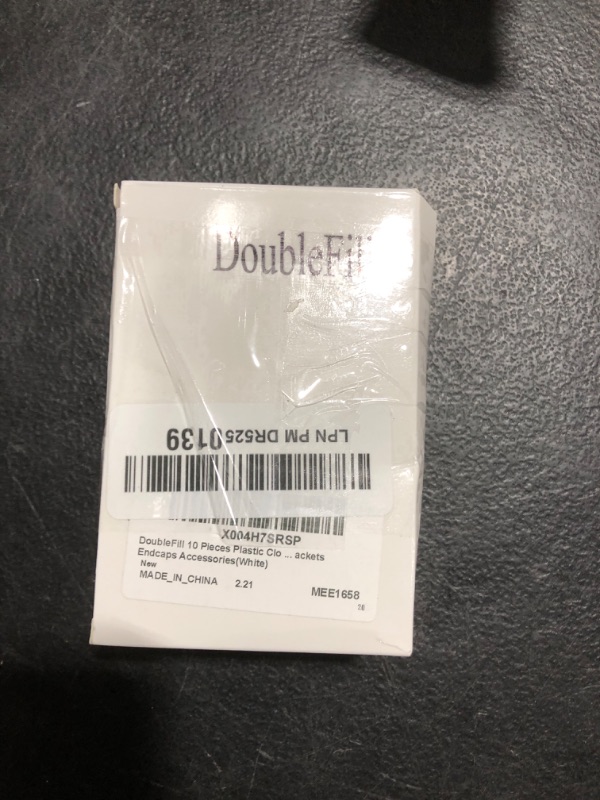 DoubleFill
LPN PM DR5250139
X004H7SRSP
DoubleFill 10 Pieces Plastic Clo ... ackets
Endcaps Accessories(White)
New
MADE_IN_CHINA 2.21
MEE1658